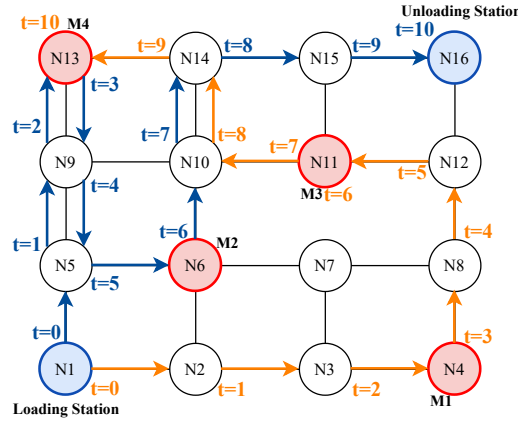 Unloading Station
t=10 M4
t=10
t=9
t=8
t=9
N13
N14
N15
N16
t=3
t=2
t=7
t=8
t=7
t=5
N9
N10
N11
N12
t=4
M3
t=6
t=1
t=6
M2
t=4
N5
N6
N7
N8
t=5
t=0
t=3
N1
N2
N3
N4
t=0
t=1
t=2
Loading Station
M1